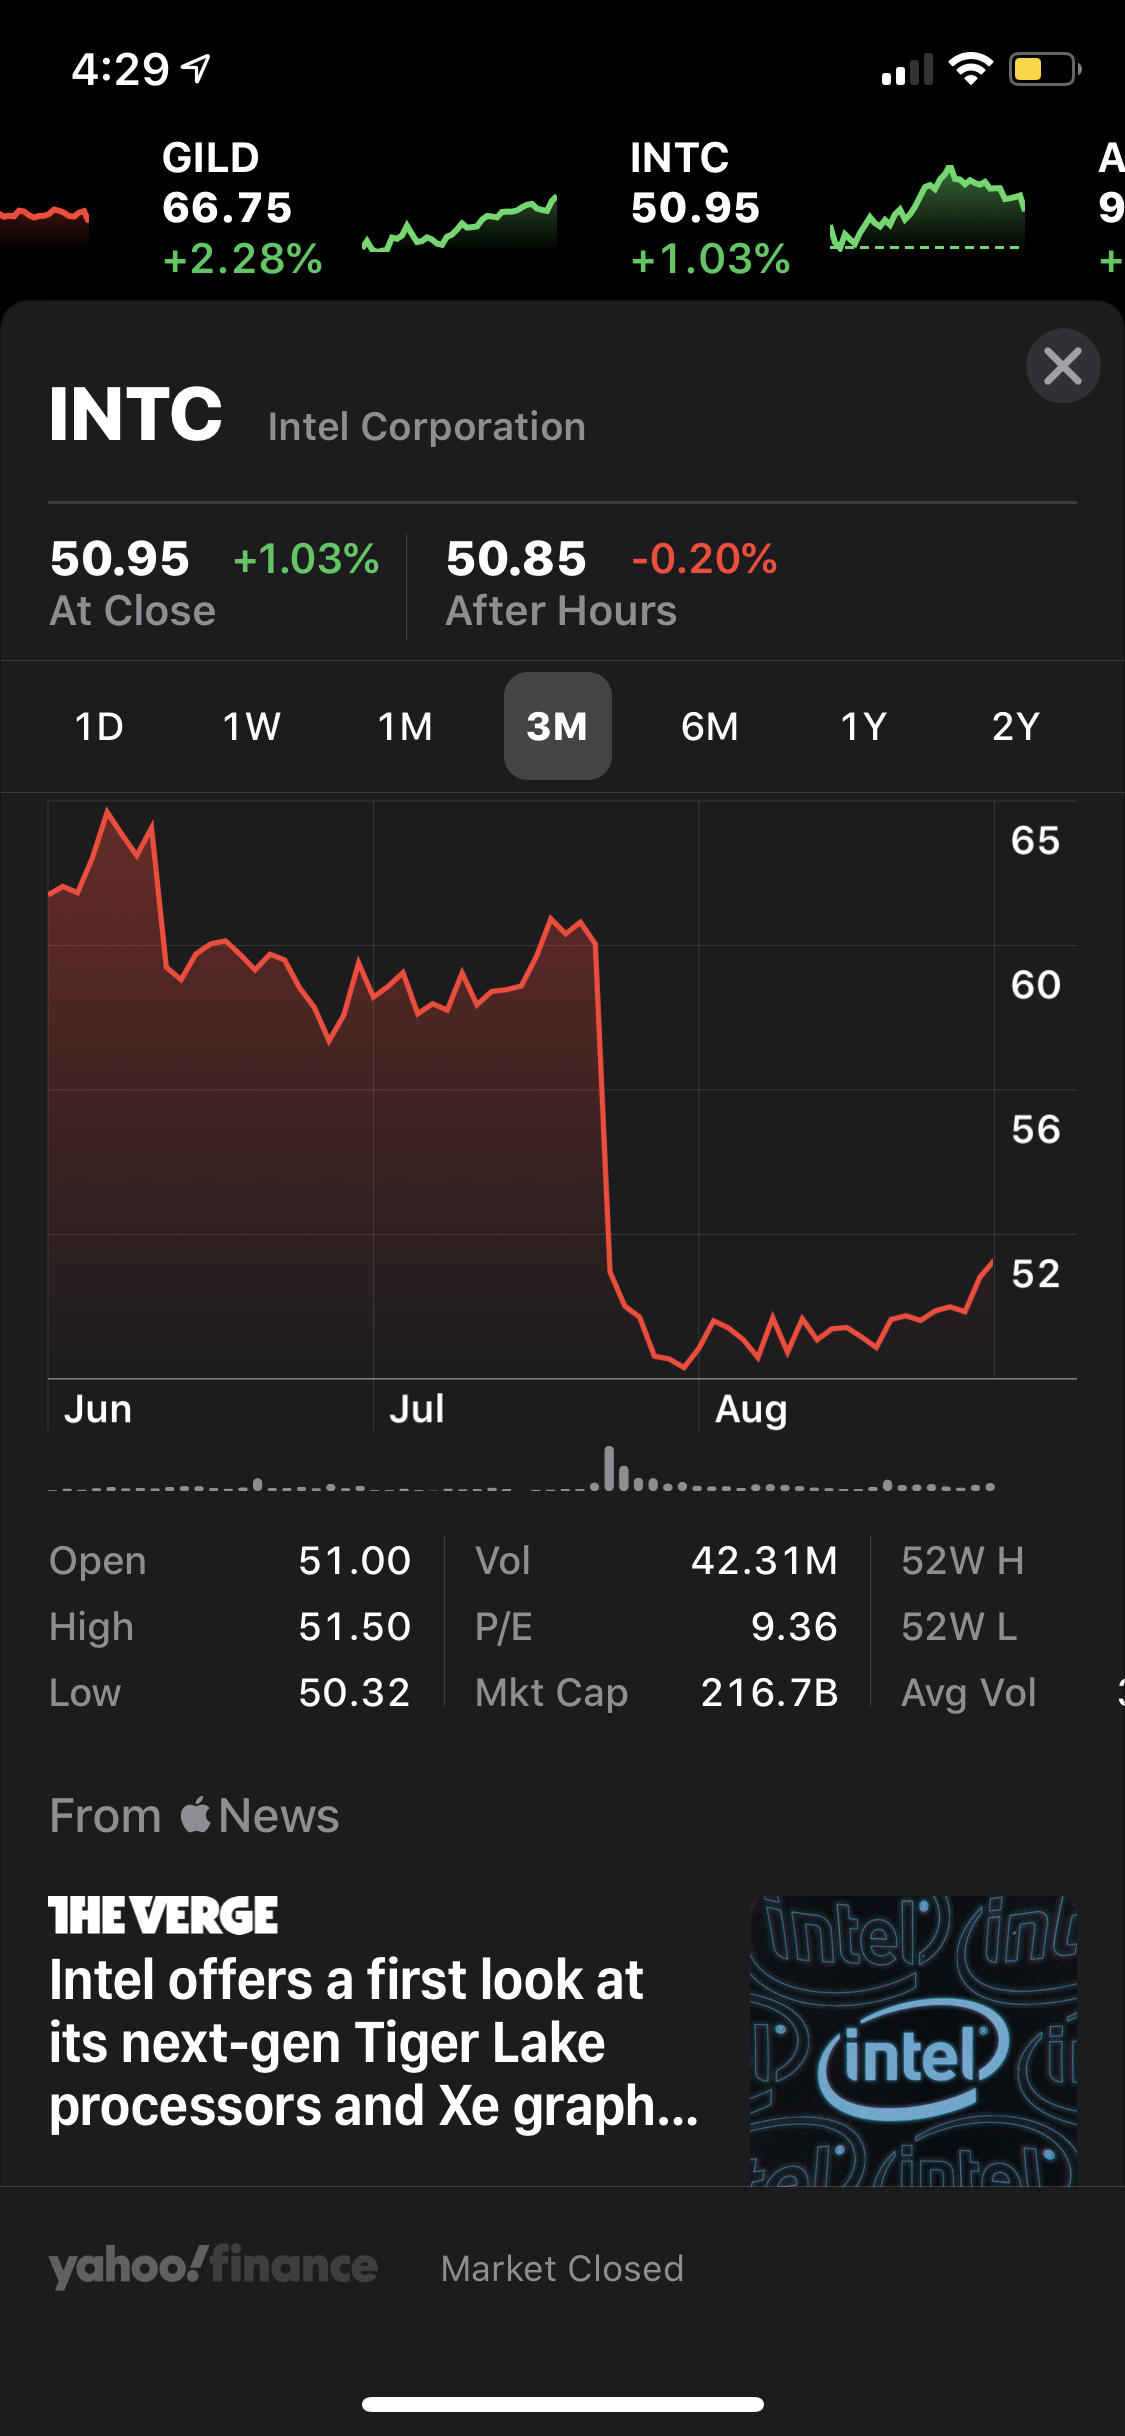 4:29
GILD
66.75
+2.28%
INTC
50.95
+1.03%
A
9
+
INTC Intel Corporation
50.95 +1.03% 50.85 -0.20%
At Close After Hours
1D 1W 1M 3M 6M 1Y 2Y
65
60
56
52
Jun Jul Aug
Open 51.00 Vol 42.31M 52W H
High 51.50 P/E 9.36 52W L
Low 50.32 Mkt Cap 216.7B Avg Vol
From News
THE VERGE
Intel offers a first look at
its next-gen Tiger Lake
processors and Xe graph...
intel
yahoo!finance Market Closed